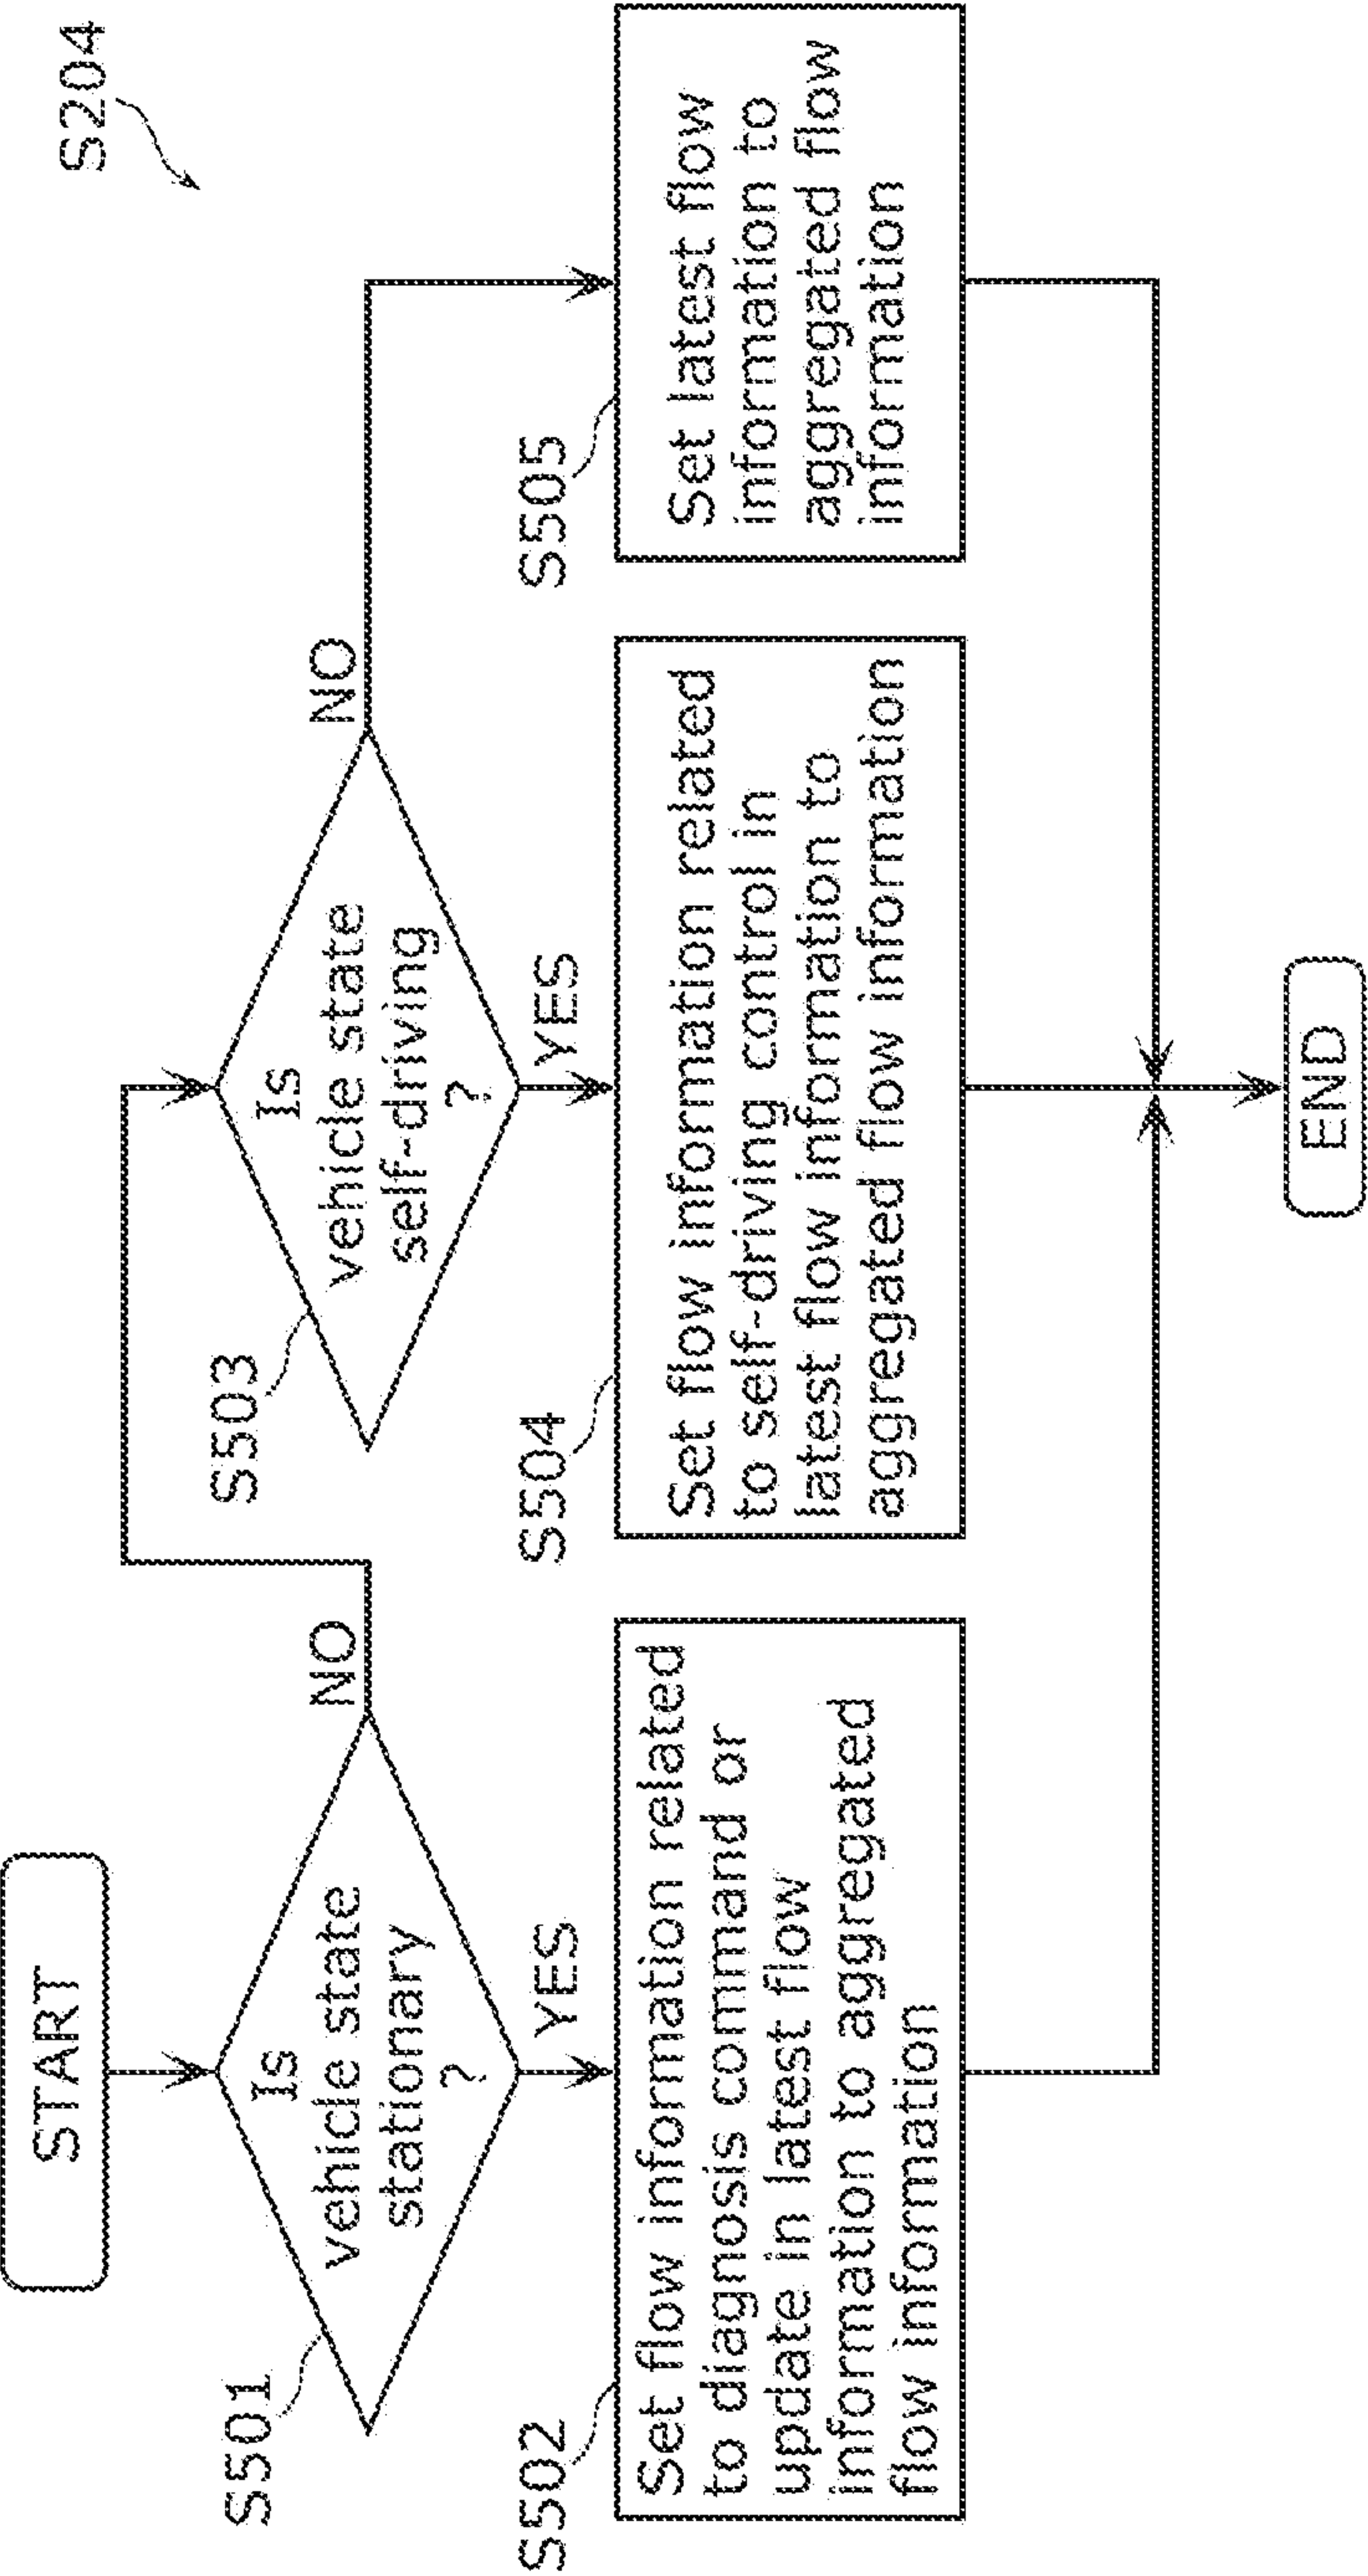 S204
START
S501
Is
vehicle state
stationary
?
NO
YES
S502
Set flow information related
to diagnosis command or
update in latest flow
information to aggregated
flow information
S503
Is
vehicle state
self-driving
?
NO
YES
S504
Set flow information related
to self-driving control in
latest flow information to
aggregated flow information
S505
Set latest flow
information to
aggregated flow
information
END